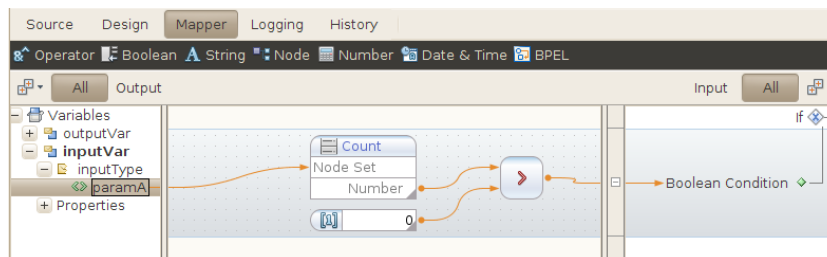 Source Design Mapper Logging History
Operator Boolean A String Node Number Date & Time BPEL
All Output Input All
Variables
If
outputVar
Count
inputVar
Node Set
inputType
Number
Boolean Condition
paramA
Properties
0